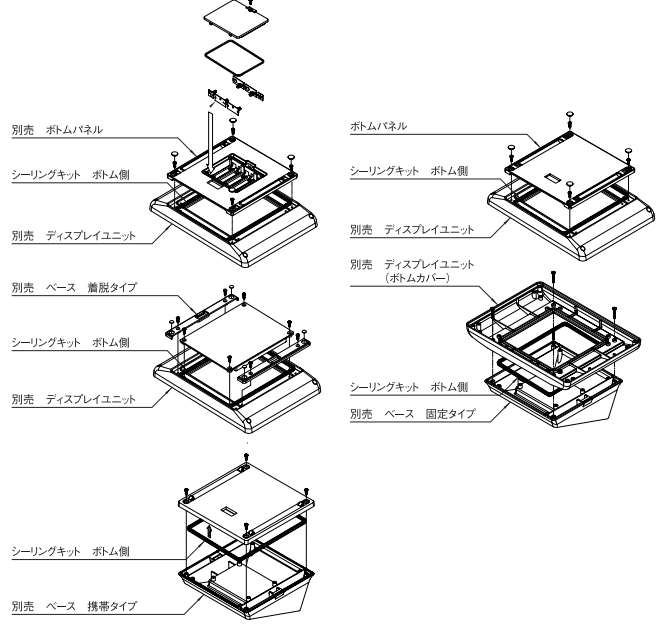 別売 ボトムパネル
シーリングキット ボトム側
別売 ディスプレイユニット
別売 ベース 着脱タイプ
シーリングキット ボトム側
別売 ディスプレイユニット
シーリングキット ボトム側
別売 ベース 携帯タイプ
ボトムパネル
シーリングキット ボトム側
別売 ディスプレイユニット
別売 ディスプレイユニット
(ボトムカバー)
シーリングキット ボトム側
別売 ベース 固定タイプ